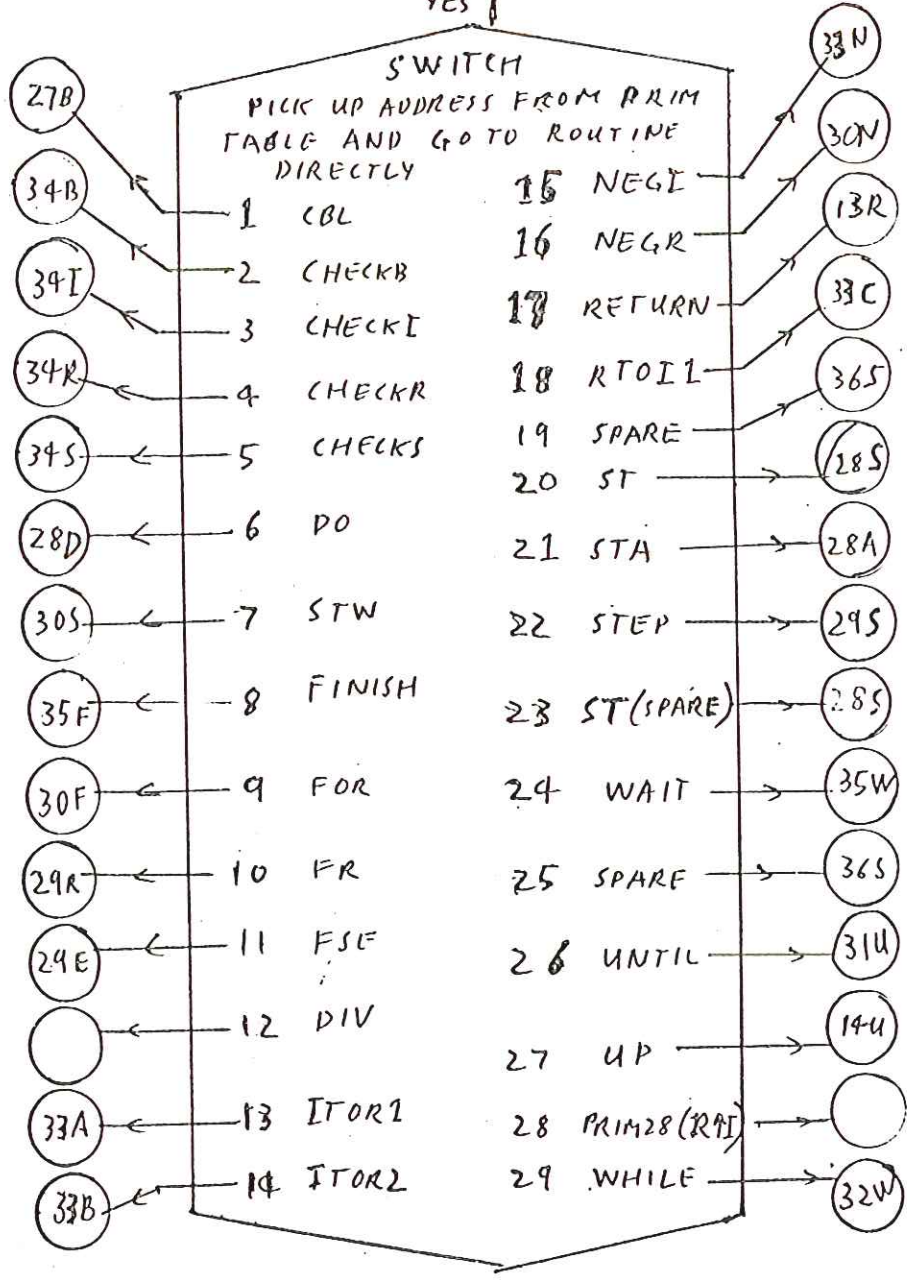 YES
SWITCH
PICK UP ADDRESS FROM PRIM
TABLE AND GO TO ROUTINE
DIRECTLY
27B 1 CBL
34B 2 CHECKB
34I 3 CHECKI
34R 4 CHECKR
34S 5 CHECKS
28D 6 DO
30S 7 STW
35F 8 FINISH
30F 9 FOR
29R 10 FR
29E 11 FSE
12 DIV
33A 13 ITOR1
33B 14 ITOR2
15 NEGI 33N
16 NEGR 30N
17 RETURN 13R
18 RTOI1 33C
19 SPARE 36S
20 ST 28S
21 STA 28A
22 STEP 29S
23 ST(SPARE) 28S
24 WAIT 35W
25 SPARE 36S
26 UNTIL 31U
27 UP 14U
28 PRIM28
29 WHILE 32W